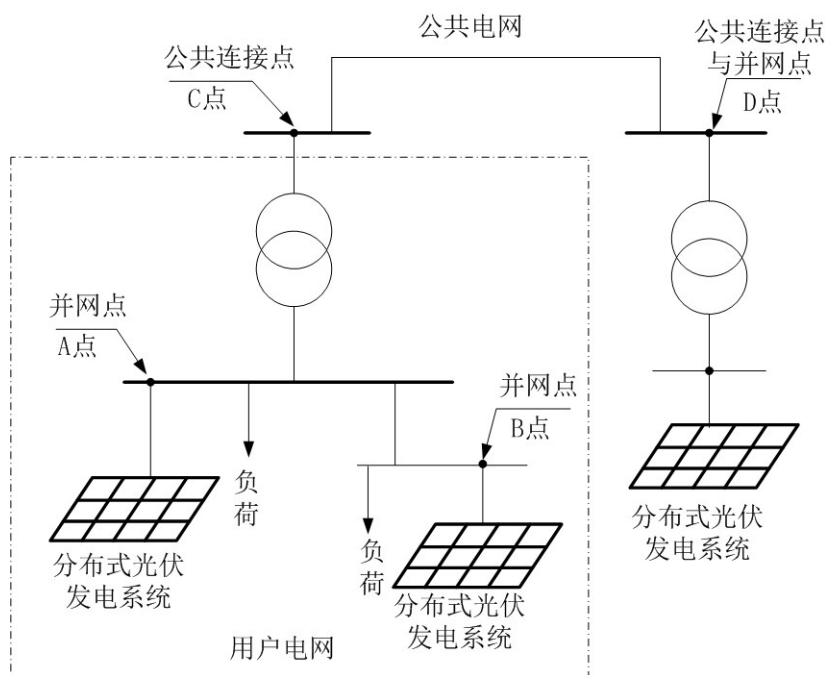 公共电网
公共连接点
C点
公共连接点
与并网点
D点
并网点
A点
并网点
B点
负
荷
负
荷
分布式光伏
发电系统
分布式光伏
发电系统
分布式光伏
发电系统
用户电网